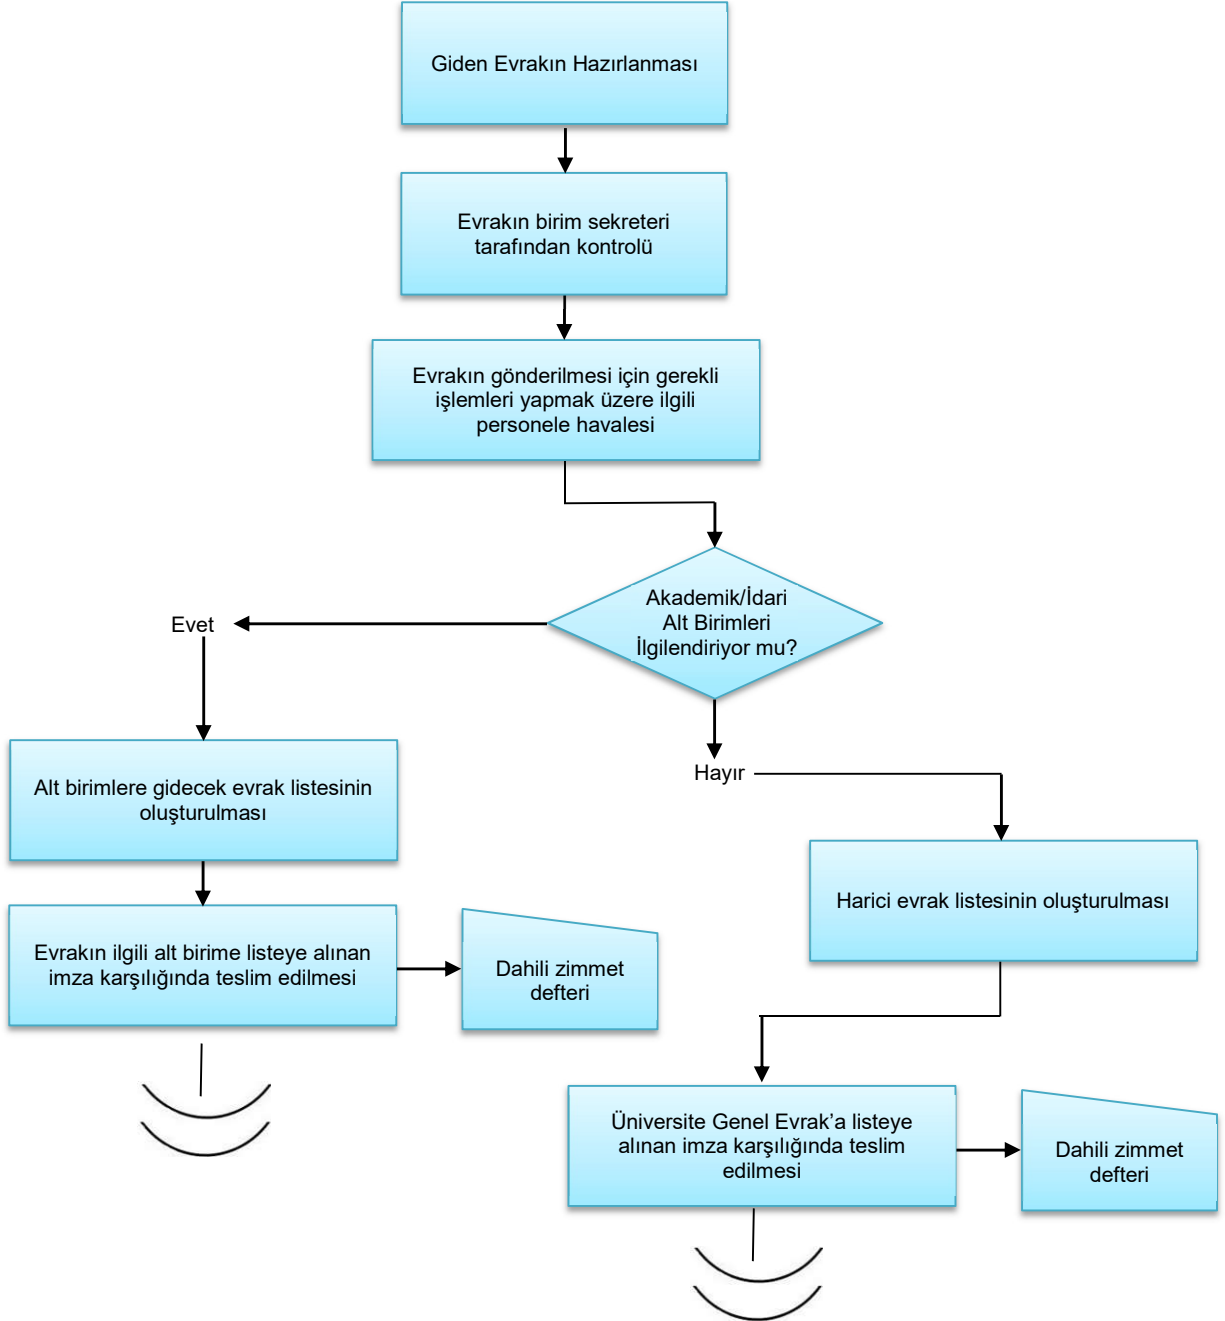 Giden Evrakın Hazırlanması
Evrakın birim sekreteri
tarafından kontrolü
Evrakın gönderilmesi için gerekli
işlemleri yapmak üzere ilgili
personele havalesi
Akademik/İdari
Alt Birimleri
İlgilendiriyor mu?
Evet
Hayır
Alt birimlere gidecek evrak listesinin
oluşturulması
Harici evrak listesinin oluşturulması
Evrakın ilgili alt birime listeye alınan
imza karşılığında teslim edilmesi
Dahili zimmet
defteri
Üniversite Genel Evrak’a listeye
alınan imza karşılığında teslim
edilmesi
Dahili zimmet
defteri